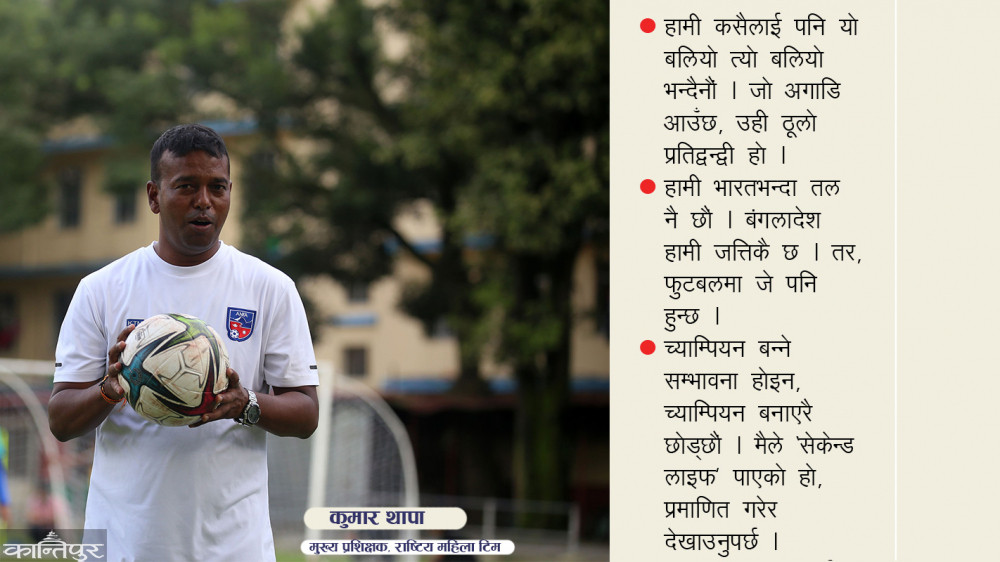 हामी कसैलाई पनि यो
बलियो त्यो बलियो
भन्दैनौं । जो अगाडि
आउँछ, उही ठूलो
प्रतिद्वन्द्वी हो ।
हामी भारतभन्दा तल
नै छौ । बंगलादेश
हामी जत्तिकै छ । तर,
फुटबलमा जे पनि
हुन्छ ।
च्याम्पियन बन्ने
सम्भावना होइन,
च्याम्पियन बनाएरै
छोड्छौ । मैले 'सेकेन्ड
लाइफ' पाएको हो,
प्रमाणित गरेर
देखाउनुपर्छ ।
कुमार थापा
मुख्य प्रशिक्षक, राष्टिय महिला टिम
कान्तिपुर